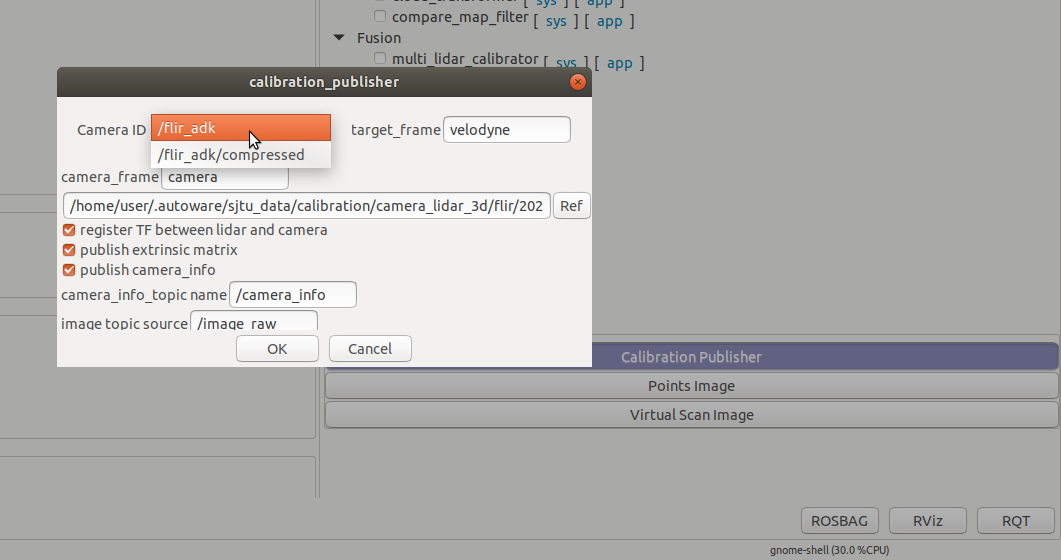 [ sys ] [ app ]
compare_map_filter [ sys ] [ app ]
Fusion
multi_lidar_calibrator [ sys ] [ app ]
calibration_publisher
Camera ID /flir_adk target_frame velodyne
/flir_adk/compressed
camera_frame camera
/home/user/.autoware/sjtu_data/calibration/camera_lidar_3d/flir/202 Ref
register TF between lidar and camera
publish extrinsic matrix
publish camera_info
camera_info_topic name /camera_info
image topic source /image_raw
OK Cancel
Calibration Publisher
Points Image
Virtual Scan Image
ROSBAG RViz RQT
gnome-shell (30.0 %CPU)